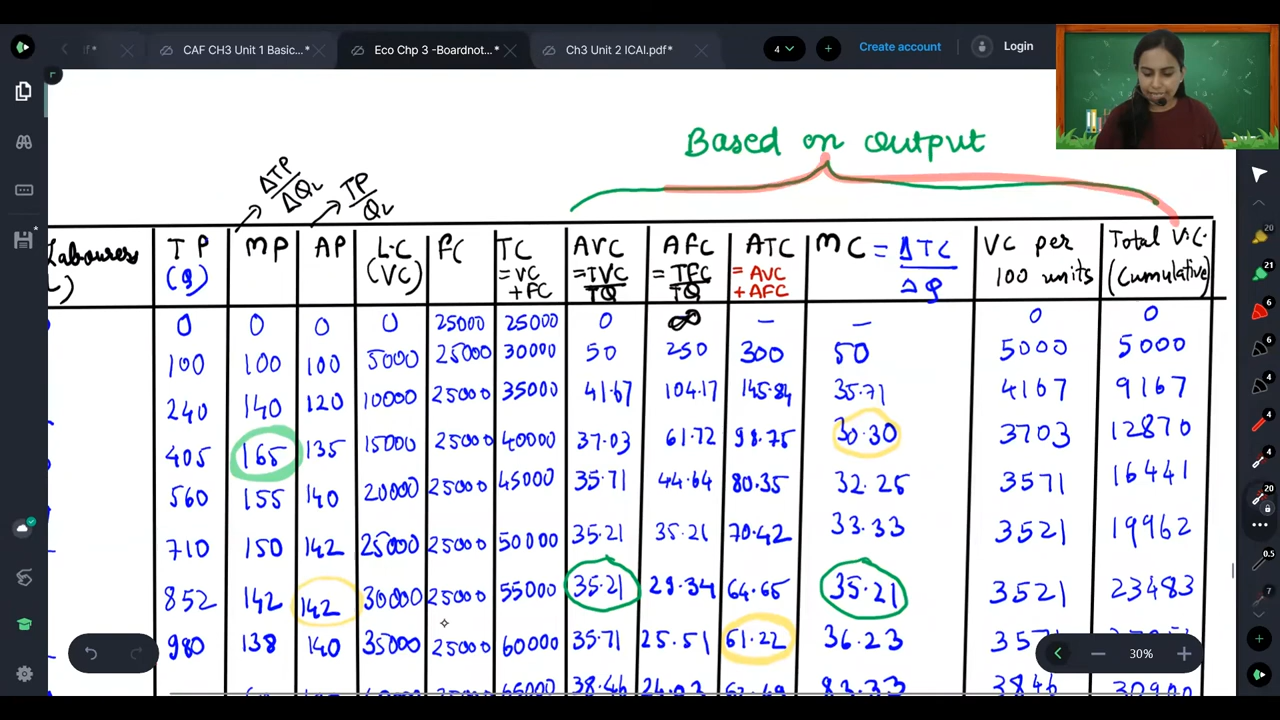 CAF CH3 Unit 1 Basic...*
Eco Chp 3 -Boardnot...*
Ch3 Unit 2 ICAI.pdf*
4
Create account
Login
Based on output
ΔTP/ΔQL
TP/QL
Labourers TP MP AP L.C FC TC AVC AFC ATC MC = ΔTC/ΔQ VC per Total V.C.
(Q) (VC) = VC + FC = TVC/TQ = TFC/TQ = AVC + AFC 100 units (Cumulative)
0 0 0 0 25000 25000 0 ∞ – – 0 0
100 100 100 5000 25000 30000 50 250 300 50 5000 5000
240 140 120 10000 25000 35000 41.67 104.17 145.84 35.71 4167 9167
405 165 135 15000 25000 40000 37.03 61.72 98.75 30.30 3703 12870
560 155 140 20000 25000 45000 35.71 44.64 80.35 32.25 3571 16441
710 150 142 25000 25000 50000 35.21 35.21 70.42 33.33 3521 19962
852 142 142 30000 25000 55000 35.21 29.34 64.65 35.21 3521 23483
980 138 140 35000 25000 60000 35.71 25.51 61.22 36.23
65000 38.46 83.33 3846
30%